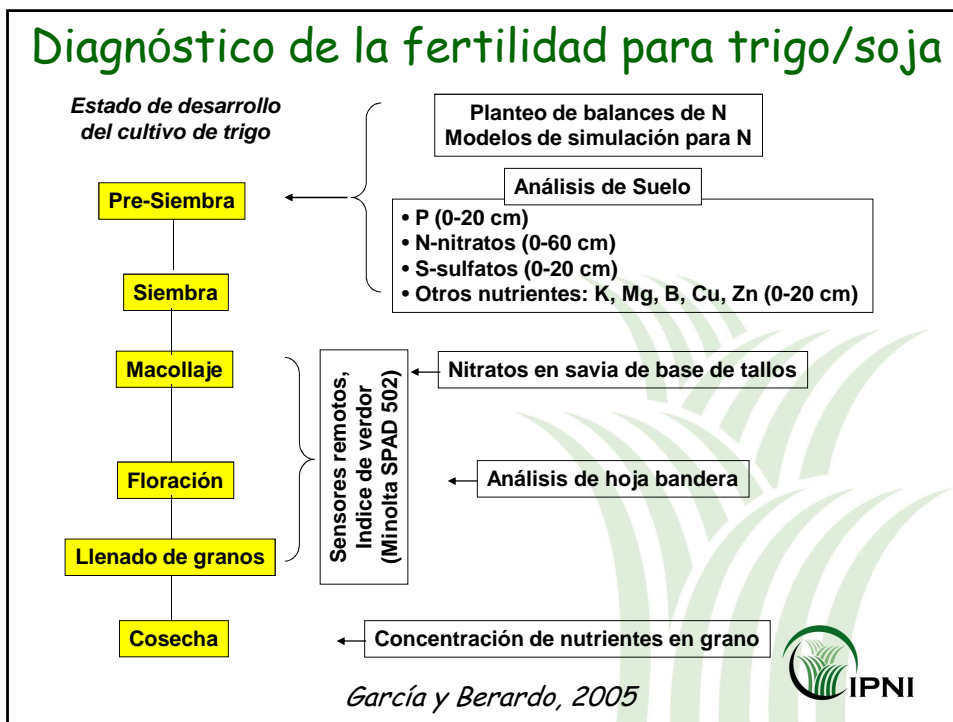 Diagnóstico de la fertilidad para trigo/soja
Estado de desarrollo
del cultivo de trigo
Planteo de balances de N
Modelos de simulación para N
Análisis de Suelo
Pre-Siembra
• P (0-20 cm)
• N-nitratos (0-60 cm)
• S-sulfatos (0-20 cm)
• Otros nutrientes: K, Mg, B, Cu, Zn (0-20 cm)
Siembra
Macollaje
Sensores remotos,
Indice de verdor
(Minolta SPAD 502)
Nitratos en savia de base de tallos
Floración
Análisis de hoja bandera
Llenado de granos
Cosecha
Concentración de nutrientes en grano
García y Berardo, 2005
IPNI